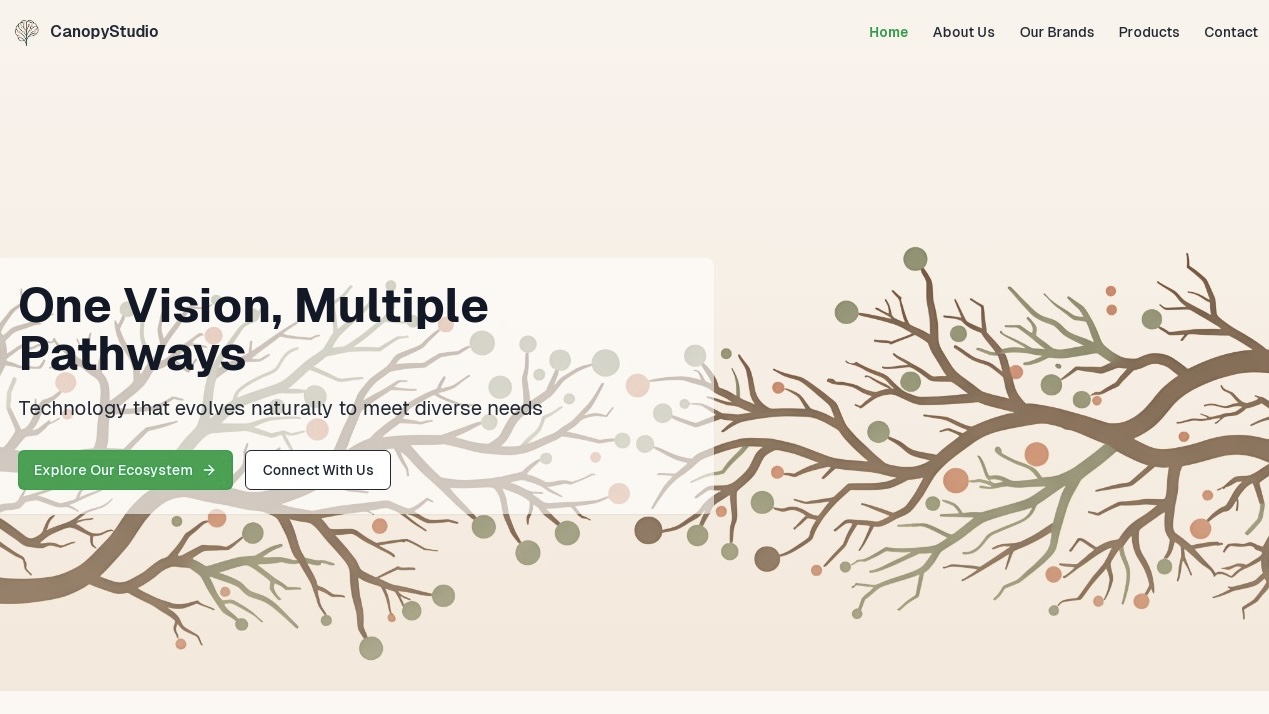 CanopyStudio
Home
About Us
Our Brands
Products
Contact
One Vision, Multiple
Pathways
Technology that evolves naturally to meet diverse needs
Explore Our Ecosystem
Connect With Us